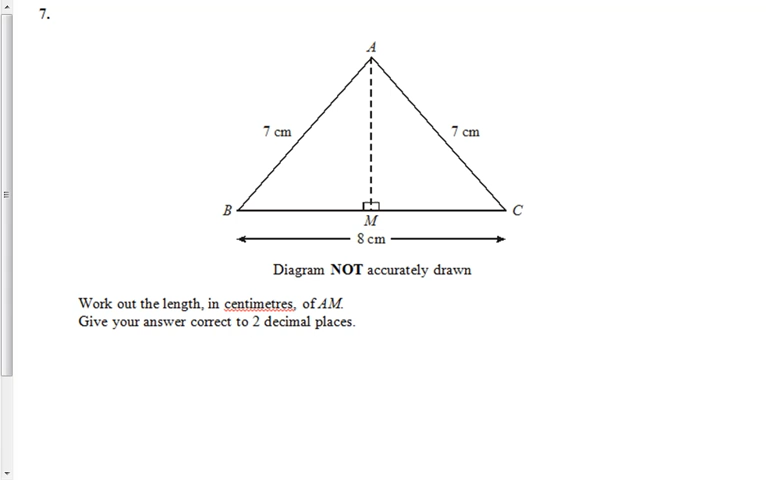 7.
A
7 cm
7 cm
B
C
M
8 cm
Diagram NOT accurately drawn
Work out the length, in centimetres, of AM.
Give your answer correct to 2 decimal places.